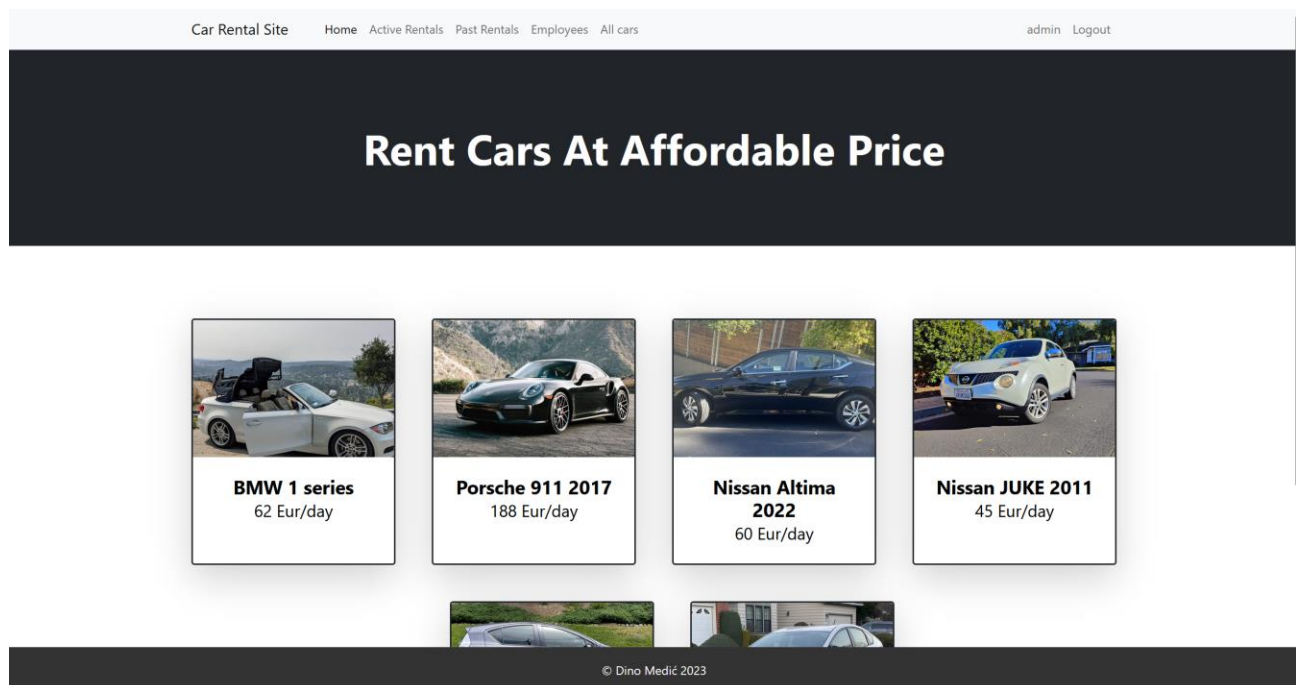 Car Rental Site Home Active Rentals Past Rentals Employees All cars admin Logout
Rent Cars At Affordable Price
BMW 1 series
62 Eur/day
Porsche 911 2017
188 Eur/day
Nissan Altima
2022
60 Eur/day
Nissan JUKE 2011
45 Eur/day
© Dino Medić 2023